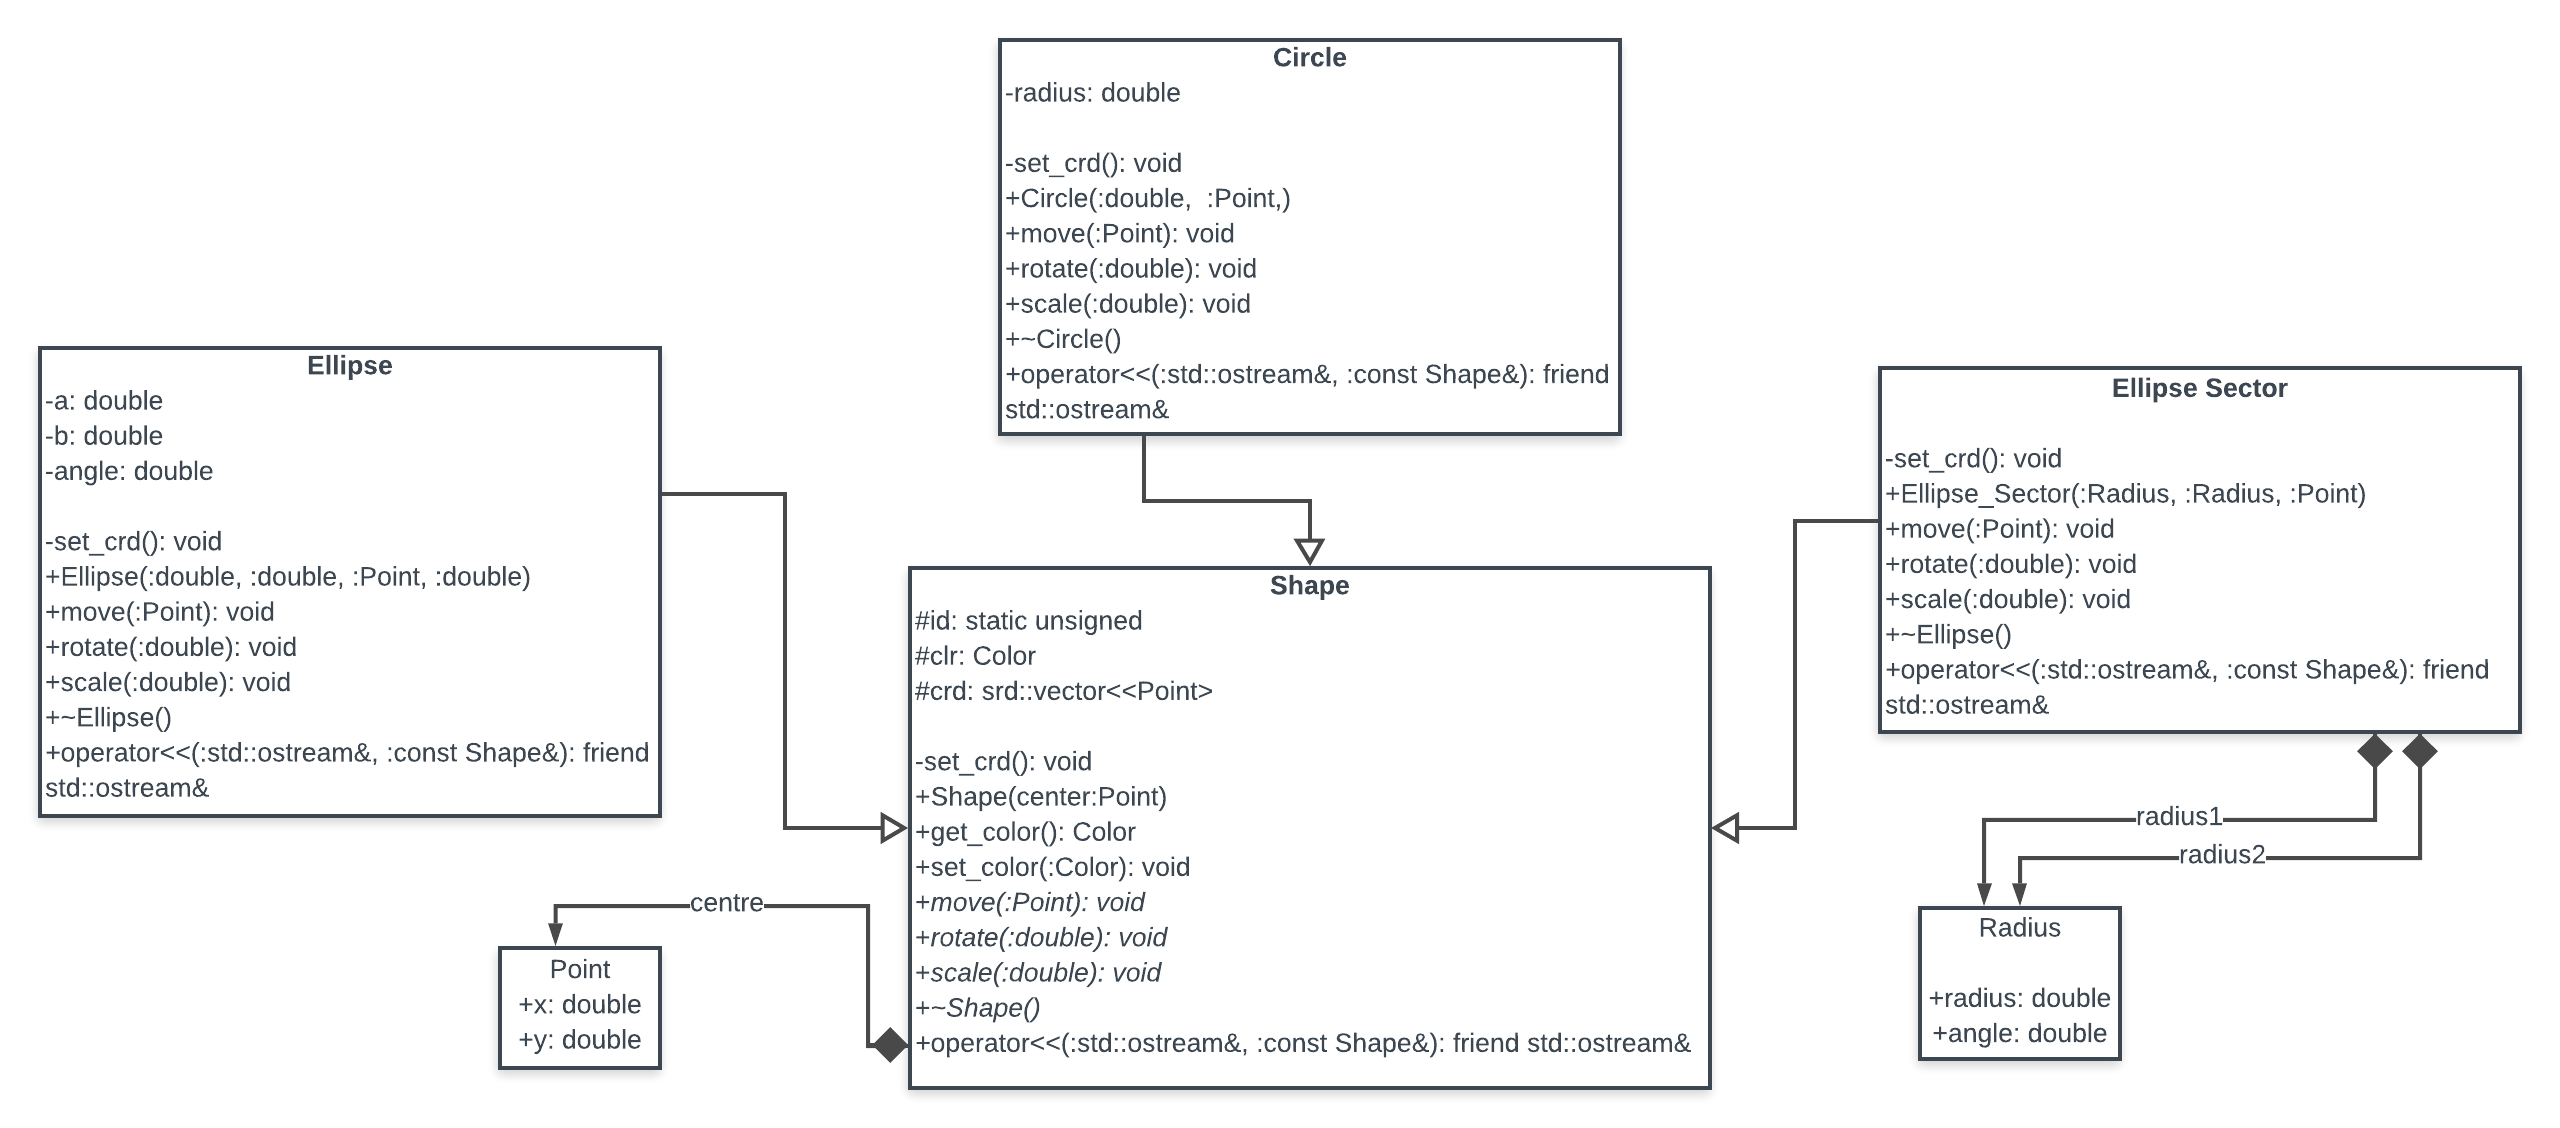 Circle
-radius: double
-set_crd(): void
+Circle(:double,  :Point,)
+move(:Point): void
+rotate(:double): void
+scale(:double): void
+~Circle()
+operator<<(:std::ostream&, :const Shape&): friend
std::ostream&
Ellipse
-a: double
-b: double
-angle: double
-set_crd(): void
+Ellipse(:double, :double, :Point, :double)
+move(:Point): void
+rotate(:double): void
+scale(:double): void
+~Ellipse()
+operator<<(:std::ostream&, :const Shape&): friend
std::ostream&
Ellipse Sector
-set_crd(): void
+Ellipse_Sector(:Radius, :Radius, :Point)
+move(:Point): void
+rotate(:double): void
+scale(:double): void
+~Ellipse()
+operator<<(:std::ostream&, :const Shape&): friend
std::ostream&
Shape
#id: static unsigned
#clr: Color
#crd: srd::vector<<Point>
-set_crd(): void
+Shape(center:Point)
+get_color(): Color
+set_color(:Color): void
+move(:Point): void
+rotate(:double): void
+scale(:double): void
+~Shape()
+operator<<(:std::ostream&, :const Shape&): friend std::ostream&
centre
Point
+x: double
+y: double
radius1
radius2
Radius
+radius: double
+angle: double